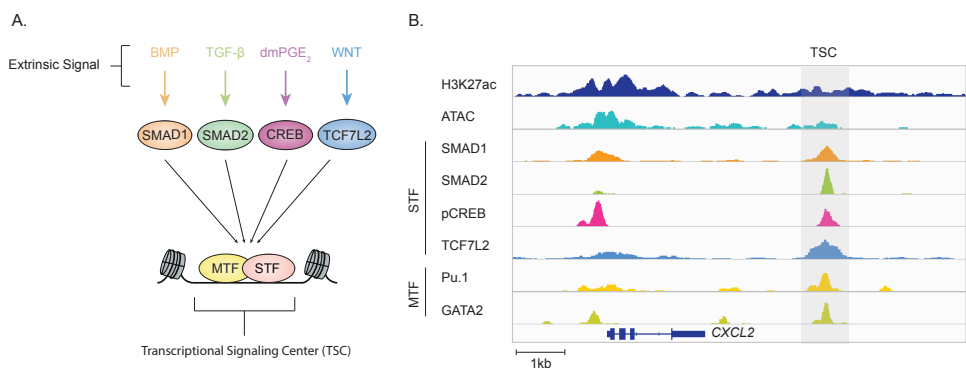 A.
Extrinsic Signal
BMP TGF-β dmPGE₂ WNT
SMAD1 SMAD2 CREB TCF7L2
MTF STF
Transcriptional Signaling Center (TSC)
B.
TSC
H3K27ac
ATAC
STF
SMAD1
SMAD2
pCREB
TCF7L2
MTF
Pu.1
GATA2
CXCL2
1kb